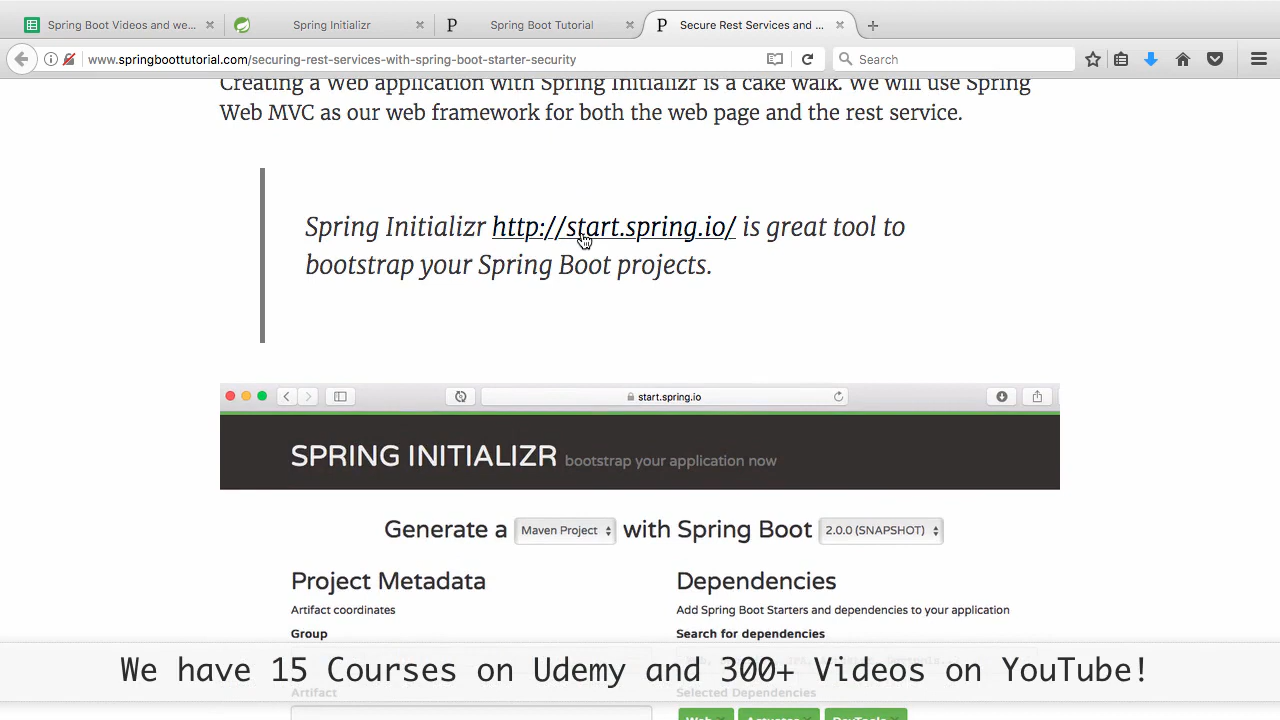 Spring Boot Videos and we...
Spring Initializr
Spring Boot Tutorial
Secure Rest Services and ...
www.springboottutorial.com/securing-rest-services-with-spring-boot-starter-security
Search
Creating a Web application with Spring Initializr is a cake walk. We will use Spring
Web MVC as our web framework for both the web page and the rest service.
Spring Initializr http://start.spring.io/ is great tool to
bootstrap your Spring Boot projects.
start.spring.io
SPRING INITIALIZR bootstrap your application now
Generate a Maven Project with Spring Boot 2.0.0 (SNAPSHOT)
Project Metadata
Artifact coordinates
Group
Dependencies
Add Spring Boot Starters and dependencies to your application
Search for dependencies
We have 15 Courses on Udemy and 300+ Videos on YouTube!
Artifact
Selected Dependencies
Web
Actuator
DevTools